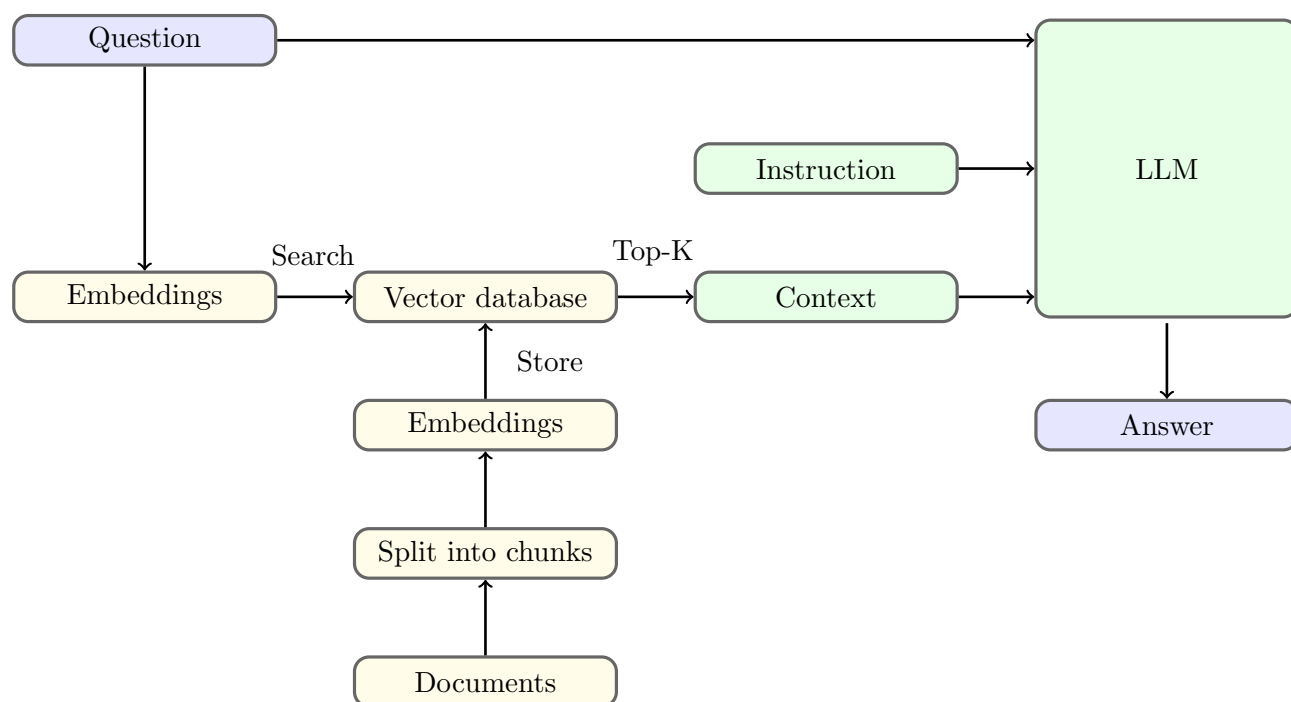 Question
Instruction
LLM
Search
Top-K
Embeddings
Vector database
Context
Store
Embeddings
Answer
Split into chunks
Documents